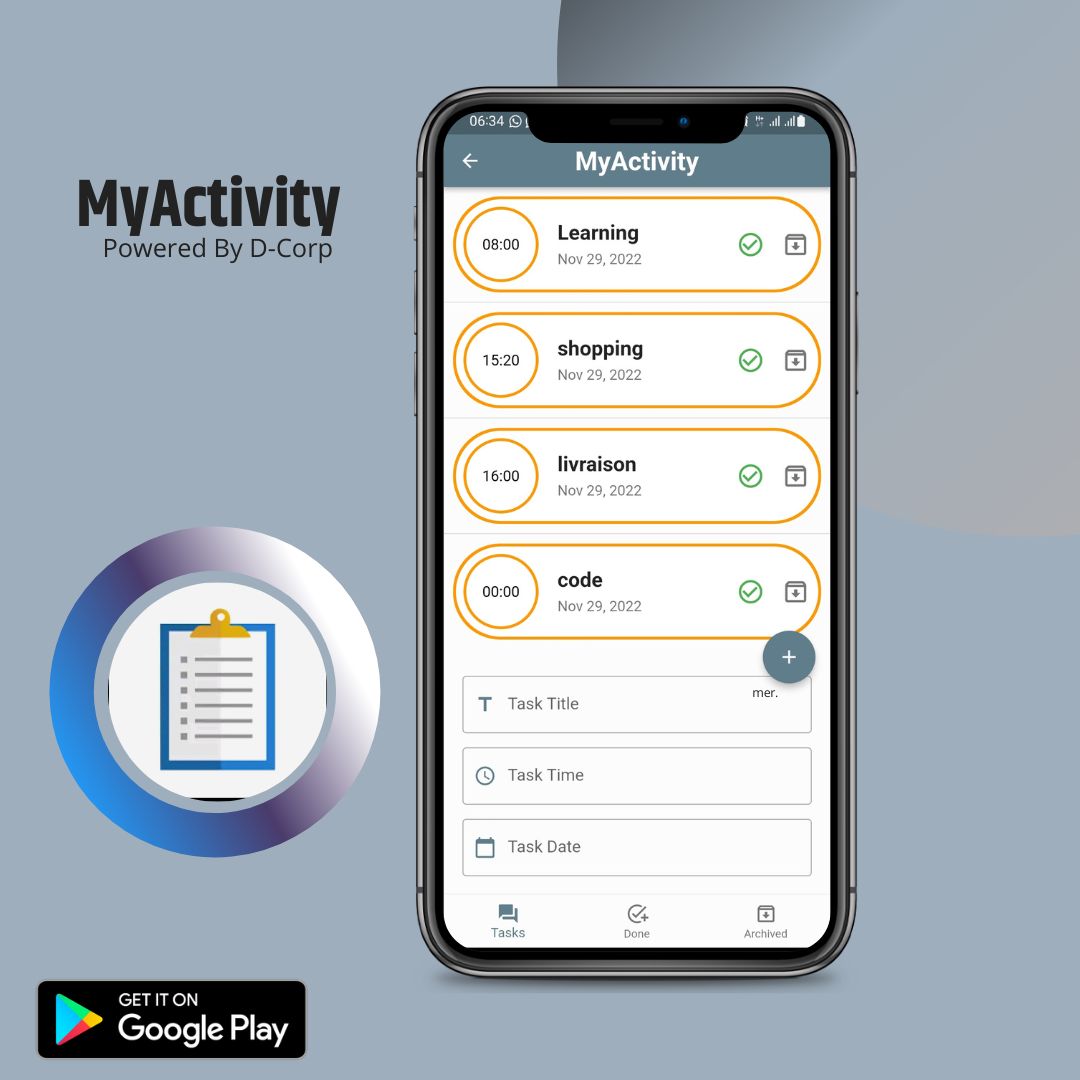 MyActivity
Powered By D-Corp
06:34
MyActivity
08:00
Learning
Nov 29, 2022
15:20
shopping
Nov 29, 2022
16:00
livraison
Nov 29, 2022
00:00
code
Nov 29, 2022
+
mer.
Task Title
Task Time
Task Date
Tasks
Done
Archived
GET IT ON
Google Play